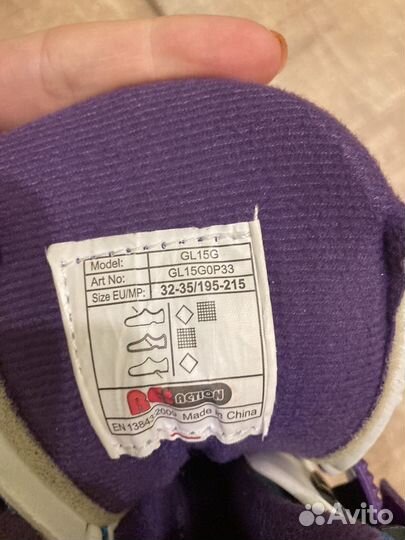 Model: GL15G
Art No: GL15G0P33
Size EU/MP: 32-35/195-215
REACTION
EN 13843:2009 Made in China
Avito